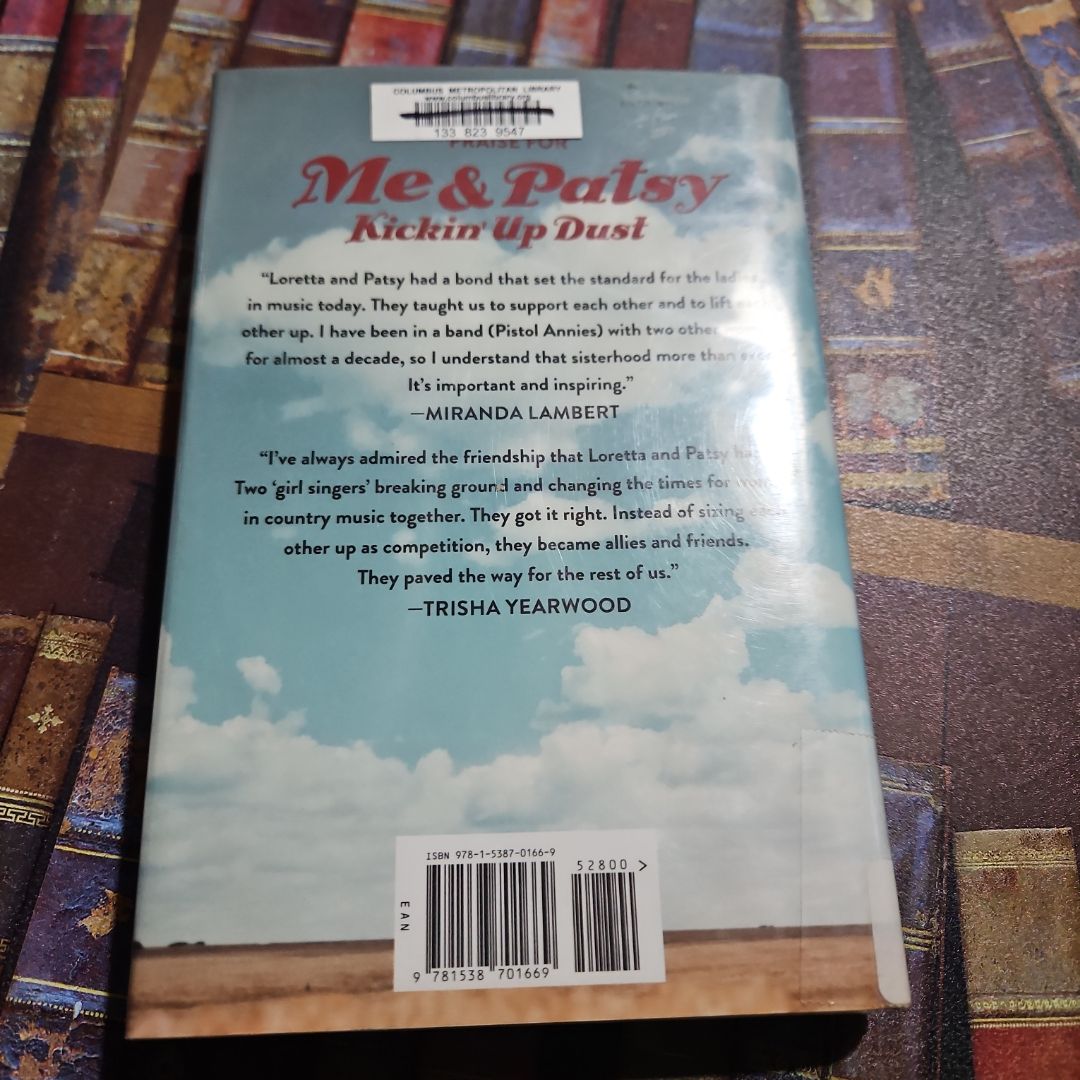 COLUMBUS METROPOLITAN LIBRARY
www.columbuslibrary.org
133 823 9547
PRAISE FOR
Me & Patsy
Kickin' Up Dust
“Loretta and Patsy had a bond that set the standard for the
in music today. They taught us to support each other and to lift
other up. I have been in a band (Pistol Annies) with two other
for almost a decade, so I understand that sisterhood more than
It’s important and inspiring.”
—MIRANDA LAMBERT
“I’ve always admired the friendship that Loretta and Patsy
Two ‘girl singers’ breaking ground and changing the times for
in country music together. They got it right. Instead of sizing
other up as competition, they became allies and friends.
They paved the way for the rest of us.”
—TRISHA YEARWOOD
ISBN 978-1-5387-0166-9
52800 >
EAN
9 781538 701669